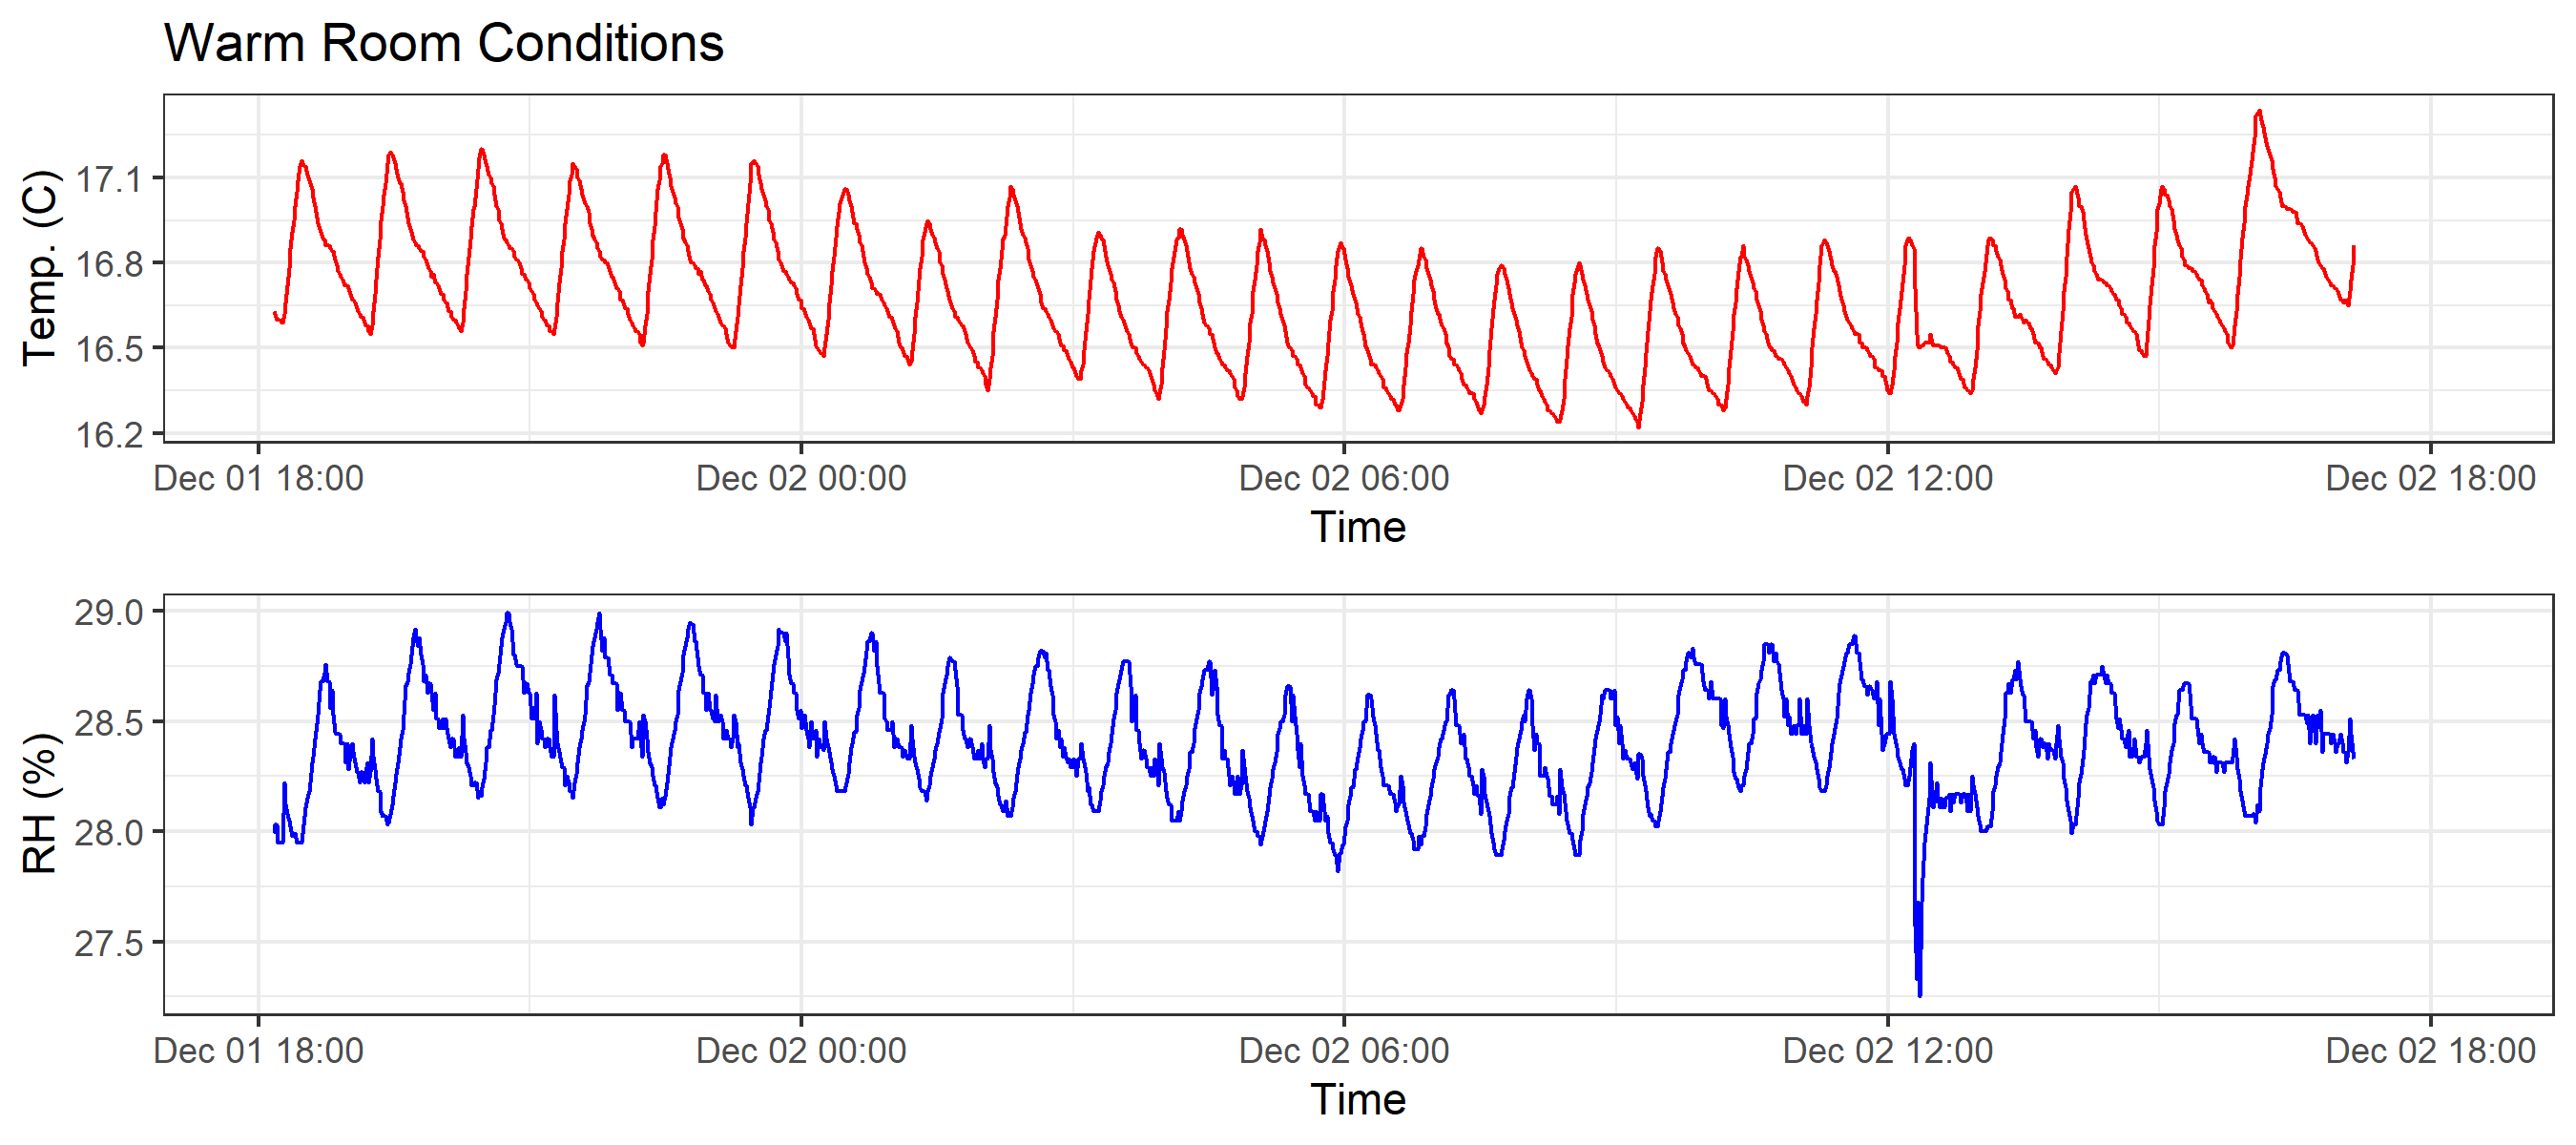 Warm Room Conditions
Temp. (C)
17.1
16.8
16.5
16.2
Dec 01 18:00 Dec 02 00:00 Dec 02 06:00 Dec 02 12:00 Dec 02 18:00
Time
RH (%)
29.0
28.5
28.0
27.5
Dec 01 18:00 Dec 02 00:00 Dec 02 06:00 Dec 02 12:00 Dec 02 18:00
Time